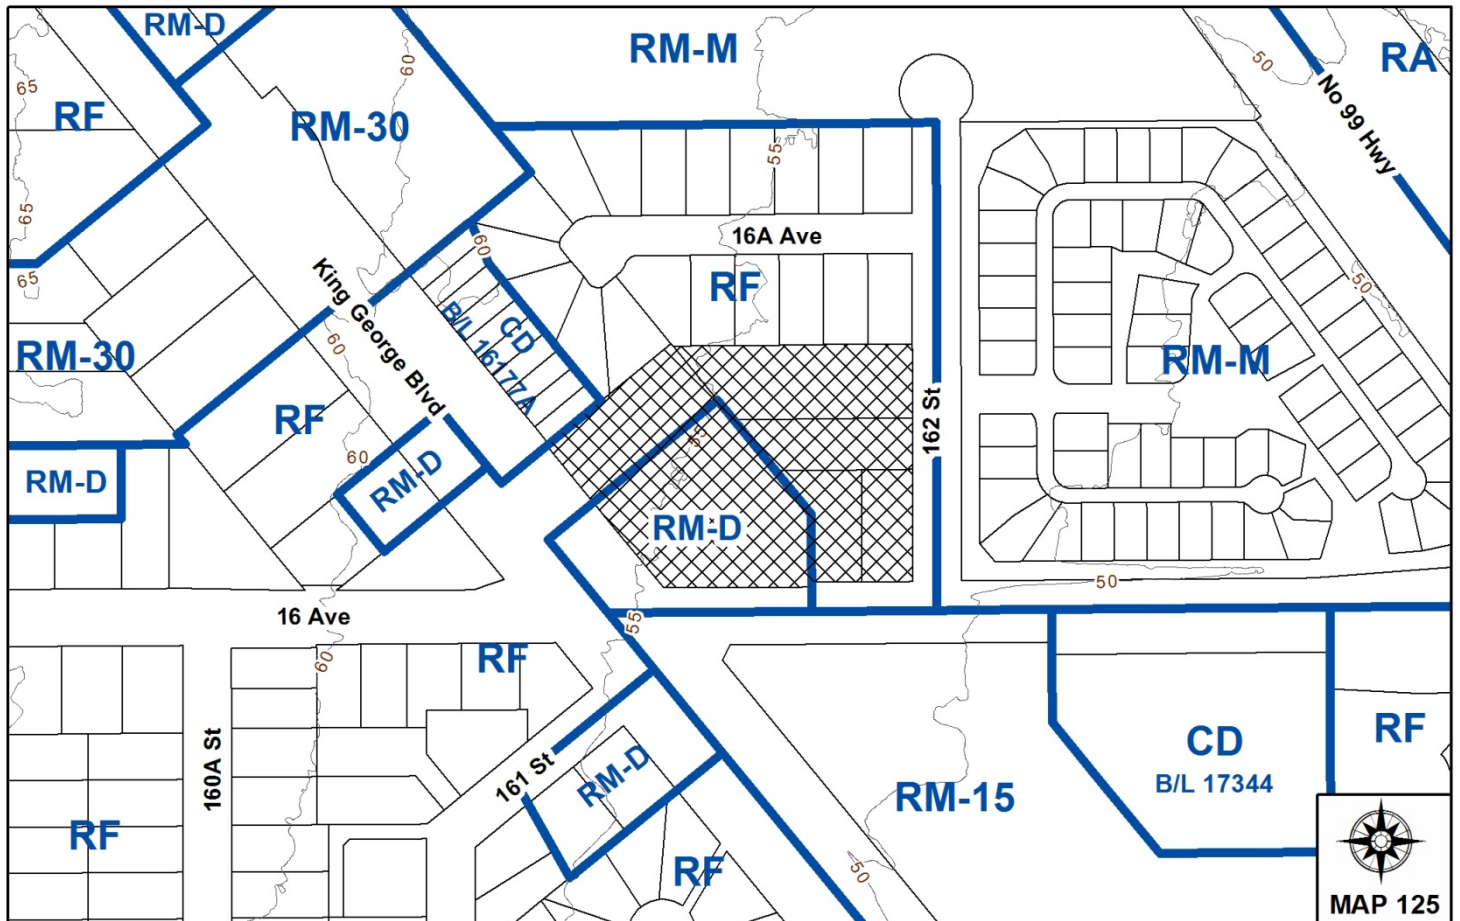 RM-D
RM-M
RA
60
50
65
No 99 Hwy
RF
RM-30
55
65
16A Ave
60
65
RF
King George Blvd
CD
B/L 16177A
50
60
RM-30
RM-M
RF
162 St
55
60
RM-D
RM-D
RM-D
50
16 Ave
55
60
RF
RF
CD
160A St
161 St
RM-D
B/L 17344
RM-15
RF
RF
50
MAP 125